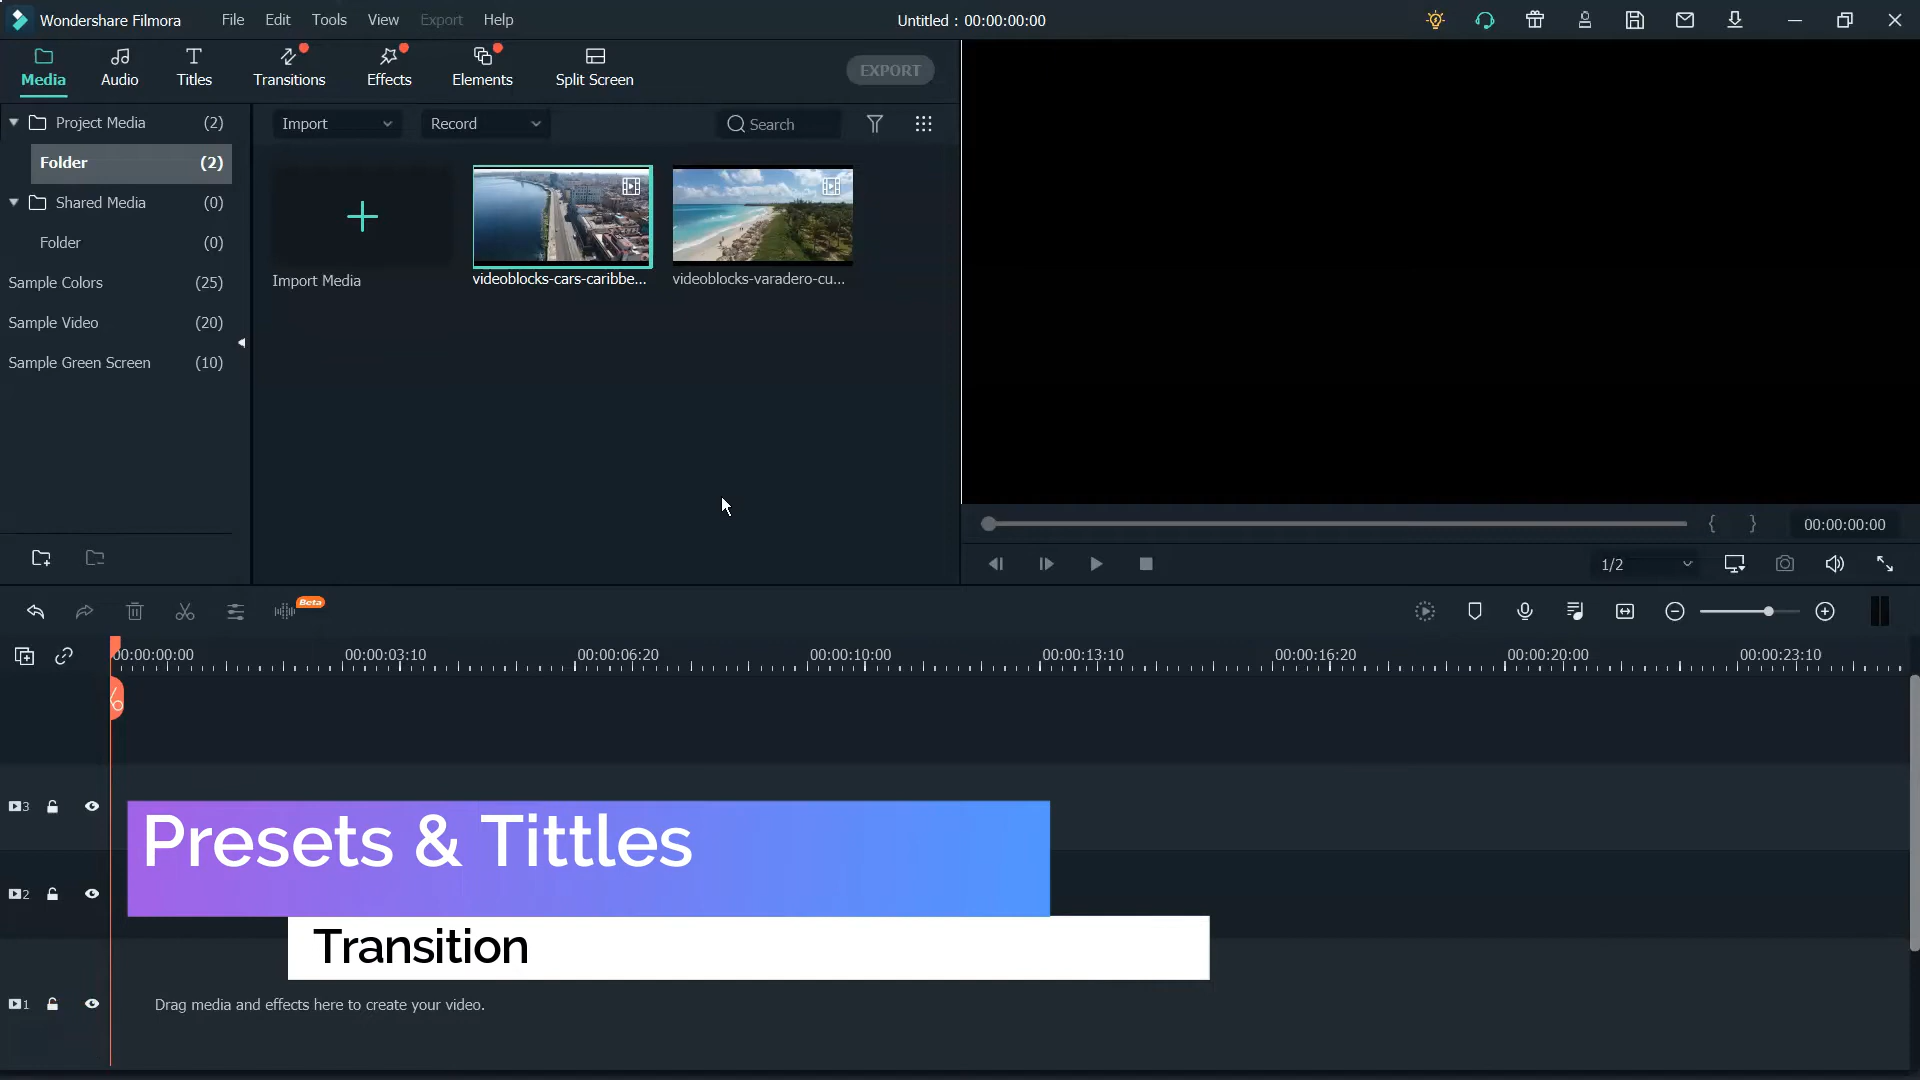 Wondershare Filmora
File Edit Tools View Export Help
Untitled : 00:00:00:00
Media Audio Titles Transitions Effects Elements Split Screen
EXPORT
Project Media (2)
Folder (2)
Shared Media (0)
Folder (0)
Sample Colors (25)
Sample Video (20)
Sample Green Screen (10)
Import Record Search
Import Media
videoblocks-cars-caribbe...
videoblocks-varadero-cu...
00:00:00:00
1/2
Beta
00:00:00:00 00:00:03:10 00:00:06:20 00:00:10:00 00:00:13:10 00:00:16:20 00:00:20:00 00:00:23:10
3
Presets & Tittles
2
Transition
1
Drag media and effects here to create your video.